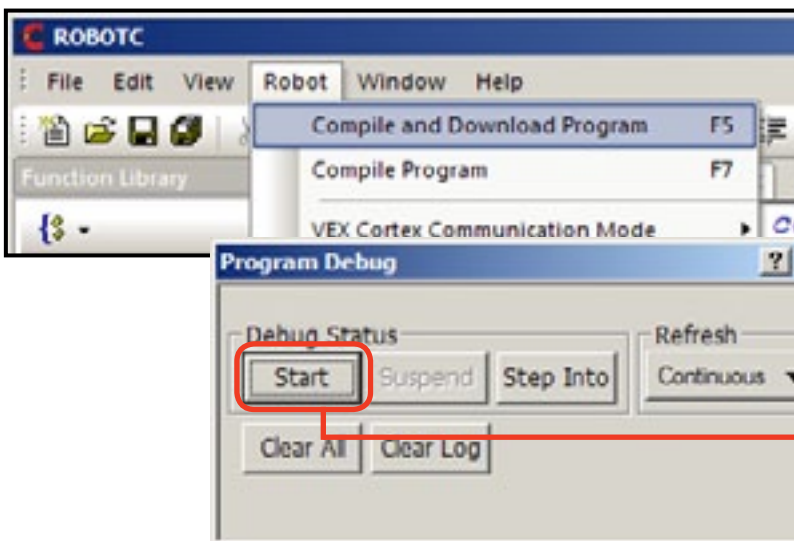 ROBOTC
File Edit View Robot Window Help
Compile and Download Program F5
Function Library
Compile Program F7
VEX Cortex Communication Mode
Program Debug ?
Debug Status Refresh
Start Suspend Step Into Continuous
Clear All Clear Log